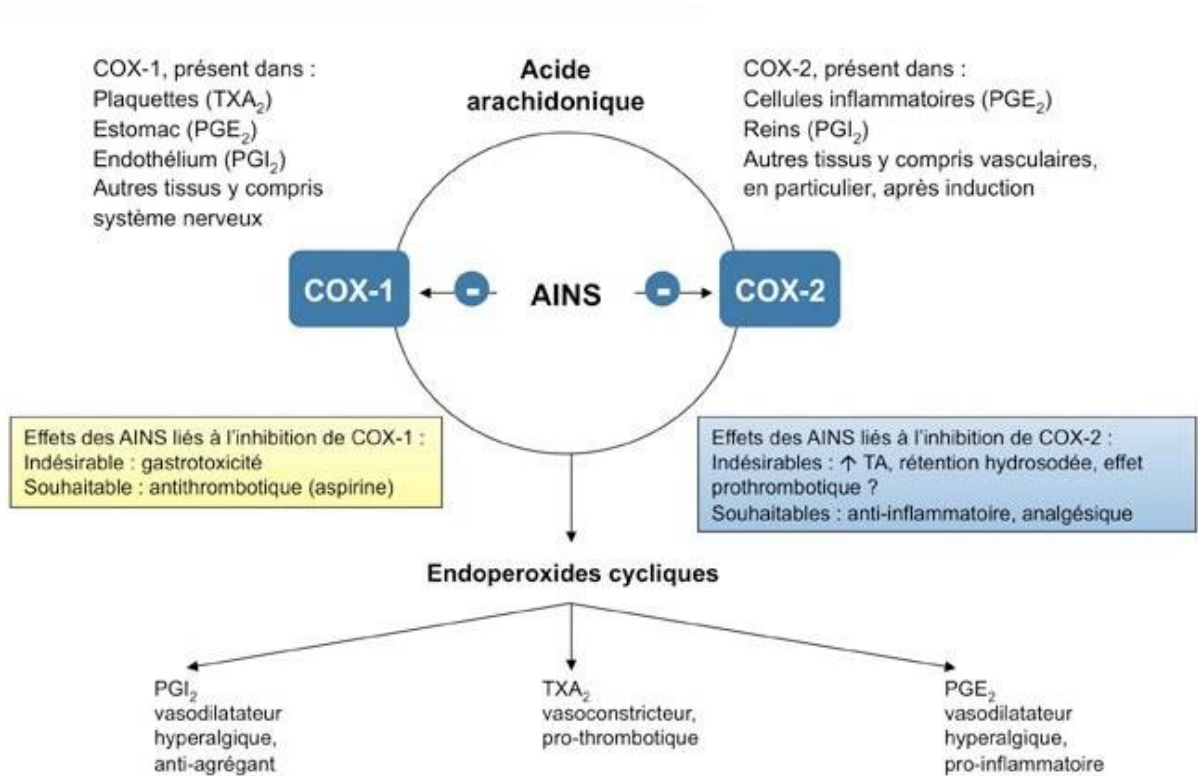 COX-1, présent dans :
Plaquettes (TXA₂)
Estomac (PGE₂)
Endothélium (PGI₂)
Autres tissus y compris
système nerveux
Acide
arachidonique
COX-2, présent dans :
Cellules inflammatoires (PGE₂)
Reins (PGI₂)
Autres tissus y compris vasculaires,
en particulier, après induction
COX-1
-
AINS
-
COX-2
Effets des AINS liés à l'inhibition de COX-1 :
Indésirable : gastrotoxicité
Souhaitable : antithrombotique (aspirine)
Effets des AINS liés à l'inhibition de COX-2 :
Indésirables : ↑ TA, rétention hydrosodée, effet
prothrombotique ?
Souhaitables : anti-inflammatoire, analgésique
Endoperoxides cycliques
PGI₂
vasodilatateur
hyperalgique,
anti-agrégant
TXA₂
vasoconstricteur,
pro-thrombotique
PGE₂
vasodilatateur
hyperalgique,
pro-inflammatoire